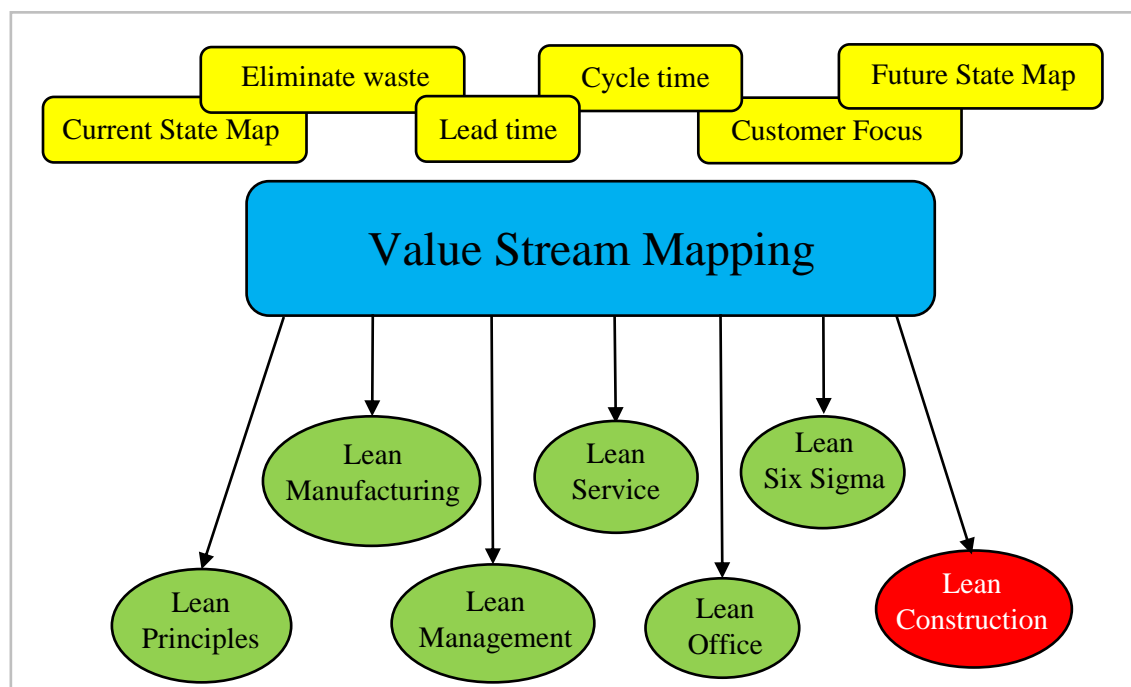 Eliminate waste
Cycle time
Future State Map
Current State Map
Lead time
Customer Focus
Value Stream Mapping
Lean
Manufacturing
Lean
Service
Lean
Six Sigma
Lean
Principles
Lean
Management
Lean
Office
Lean
Construction